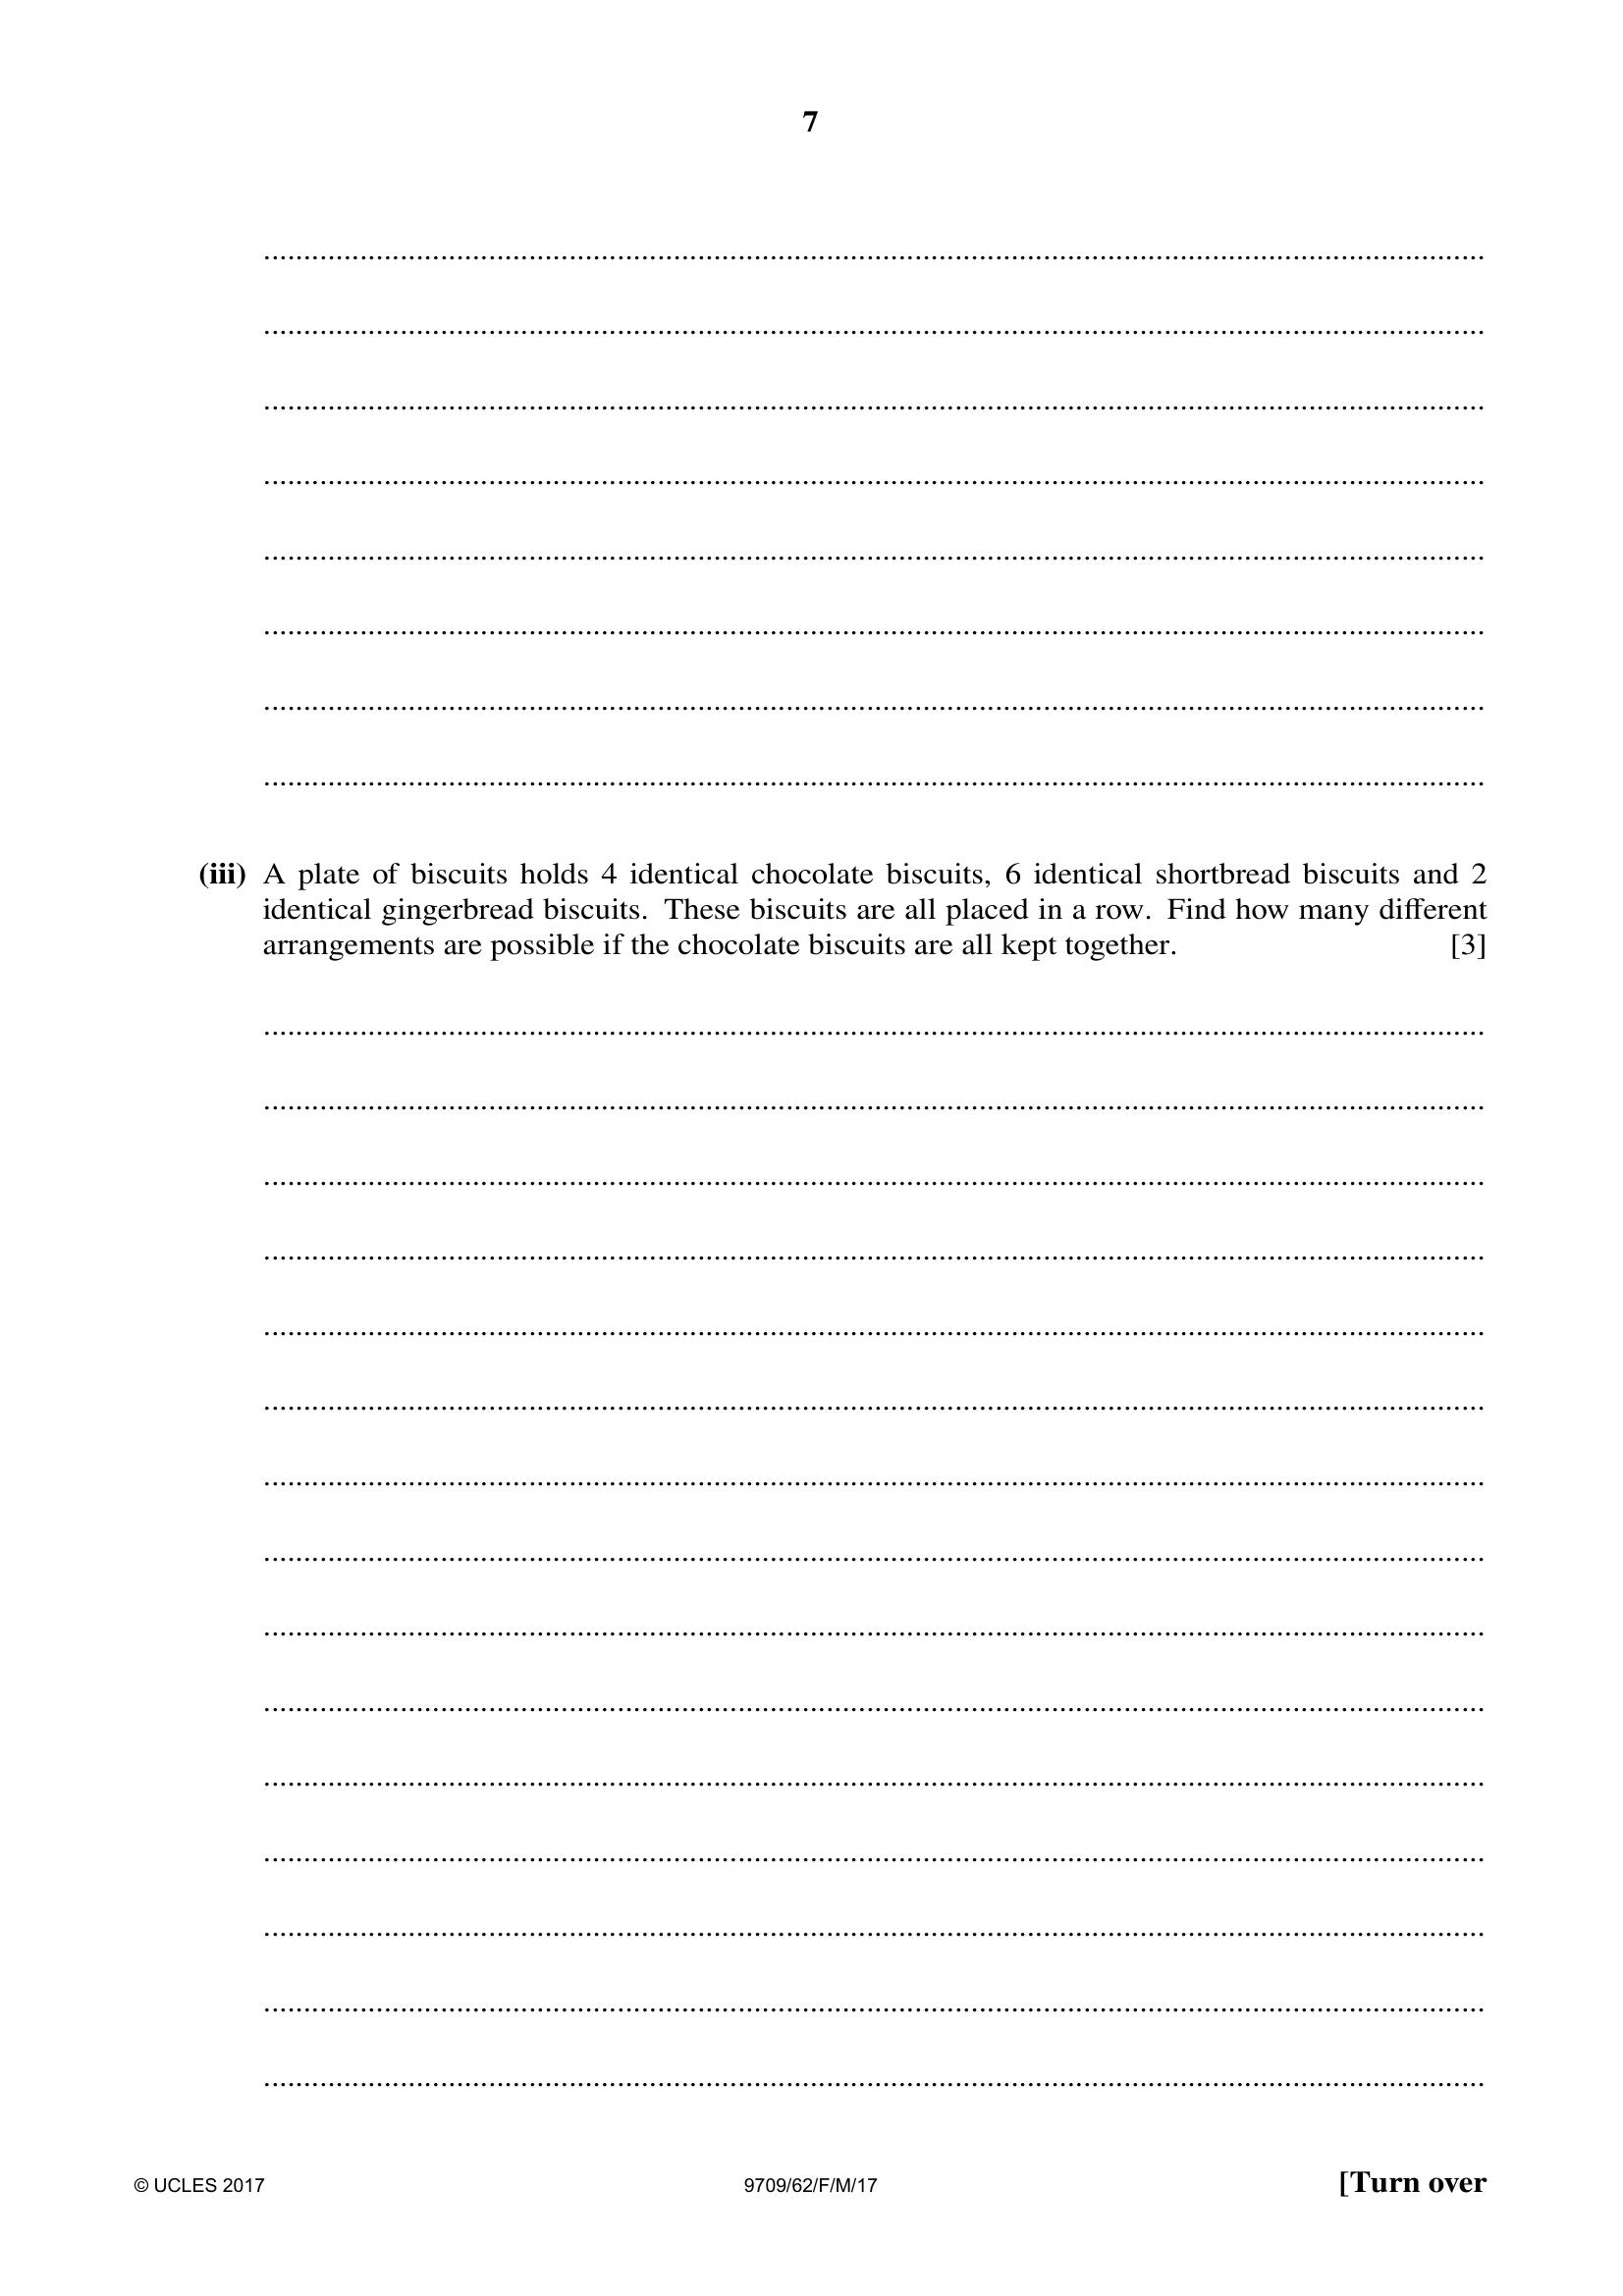 7
(iii) A plate of biscuits holds 4 identical chocolate biscuits, 6 identical shortbread biscuits and 2
identical gingerbread biscuits. These biscuits are all placed in a row. Find how many different
arrangements are possible if the chocolate biscuits are all kept together. [3]
© UCLES 2017 9709/62/F/M/17 [Turn over